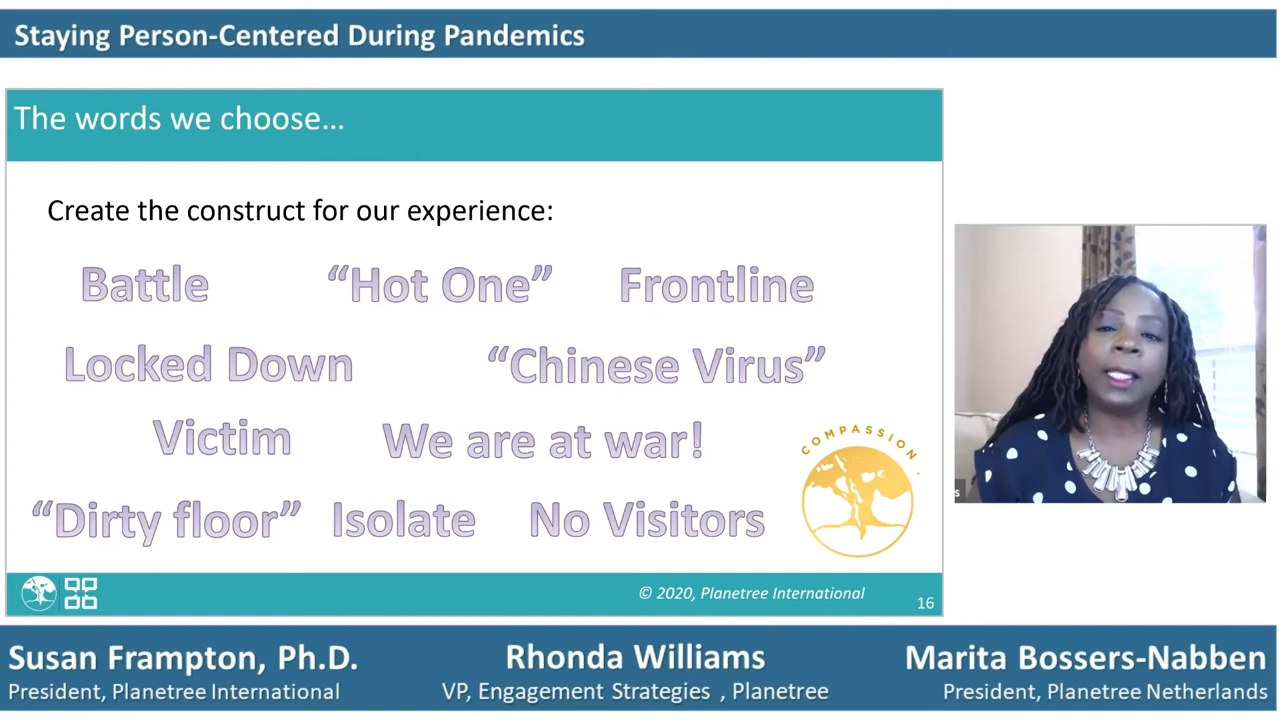 Staying Person-Centered During Pandemics
The words we choose…
Create the construct for our experience:
Battle
“Hot One”
Frontline
Locked Down
“Chinese Virus”
Victim
We are at war!
“Dirty floor”
Isolate
No Visitors
COMPASSION
© 2020, Planetree International
16
s
Susan Frampton, Ph.D.
President, Planetree International
Rhonda Williams
VP, Engagement Strategies , Planetree
Marita Bossers-Nabben
President, Planetree Netherlands